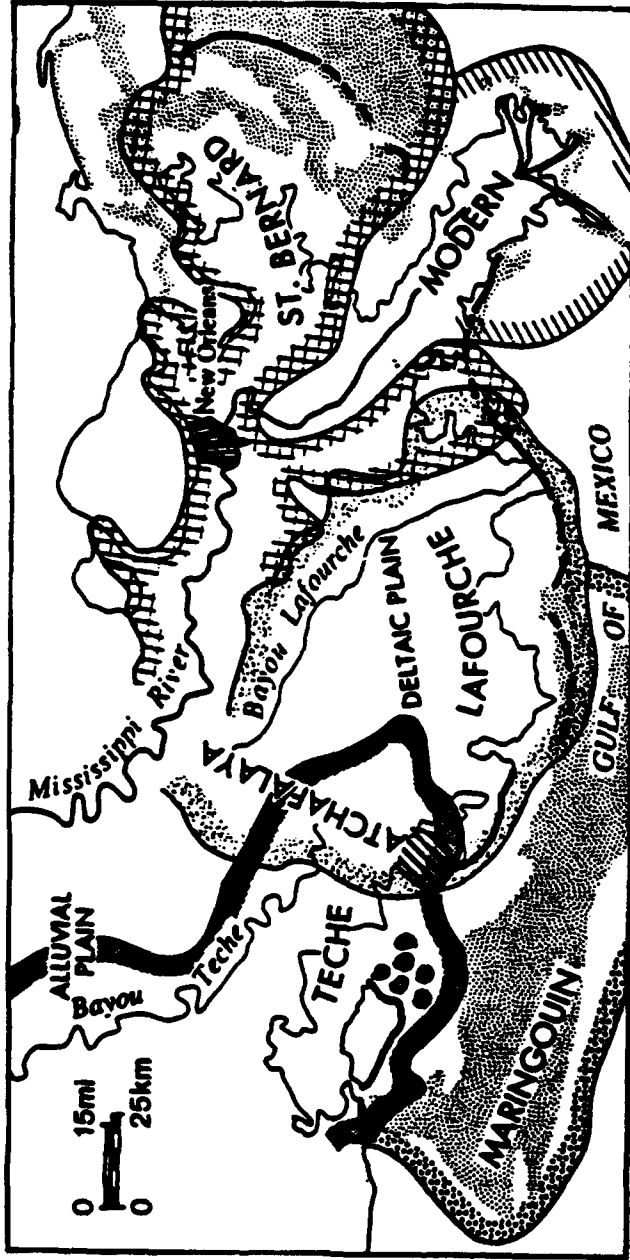 0 15mi
0 25km
ALLUVIAL
PLAIN
Bayou Teche
Mississippi River
TECHE
ATCHAFALAYA
Bayou Lafourche
DELTAIC PLAIN
LAFOURCHE
New Orleans
ST. BERNARD
MODERN
MARINGOUIN
GULF OF MEXICO